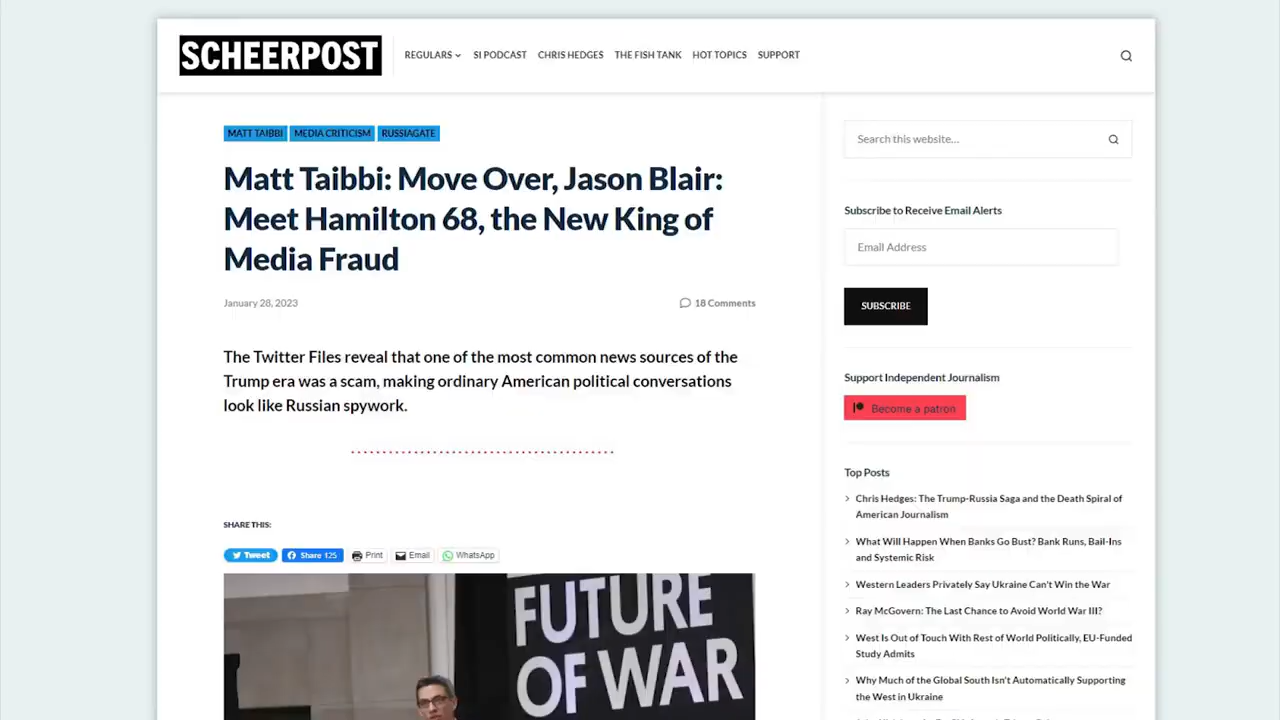 SCHEERPOST
REGULARS SI PODCAST CHRIS HEDGES THE FISH TANK HOT TOPICS SUPPORT
MATT TAIBBI MEDIA CRITICISM RUSSIAGATE
Matt Taibbi: Move Over, Jason Blair:
Meet Hamilton 68, the New King of
Media Fraud
January 28, 2023
18 Comments
The Twitter Files reveal that one of the most common news sources of the
Trump era was a scam, making ordinary American political conversations
look like Russian spywork.
SHARE THIS:
Tweet Share 125 Print Email WhatsApp
FUTURE
OF WAR
Search this website...
Subscribe to Receive Email Alerts
Email Address
SUBSCRIBE
Support Independent Journalism
Become a patron
Top Posts
Chris Hedges: The Trump-Russia Saga and the Death Spiral of
American Journalism
What Will Happen When Banks Go Bust? Bank Runs, Bail-Ins
and Systemic Risk
Western Leaders Privately Say Ukraine Can't Win the War
Ray McGovern: The Last Chance to Avoid World War III?
West Is Out of Touch With Rest of World Politically, EU-Funded
Study Admits
Why Much of the Global South Isn't Automatically Supporting
the West in Ukraine